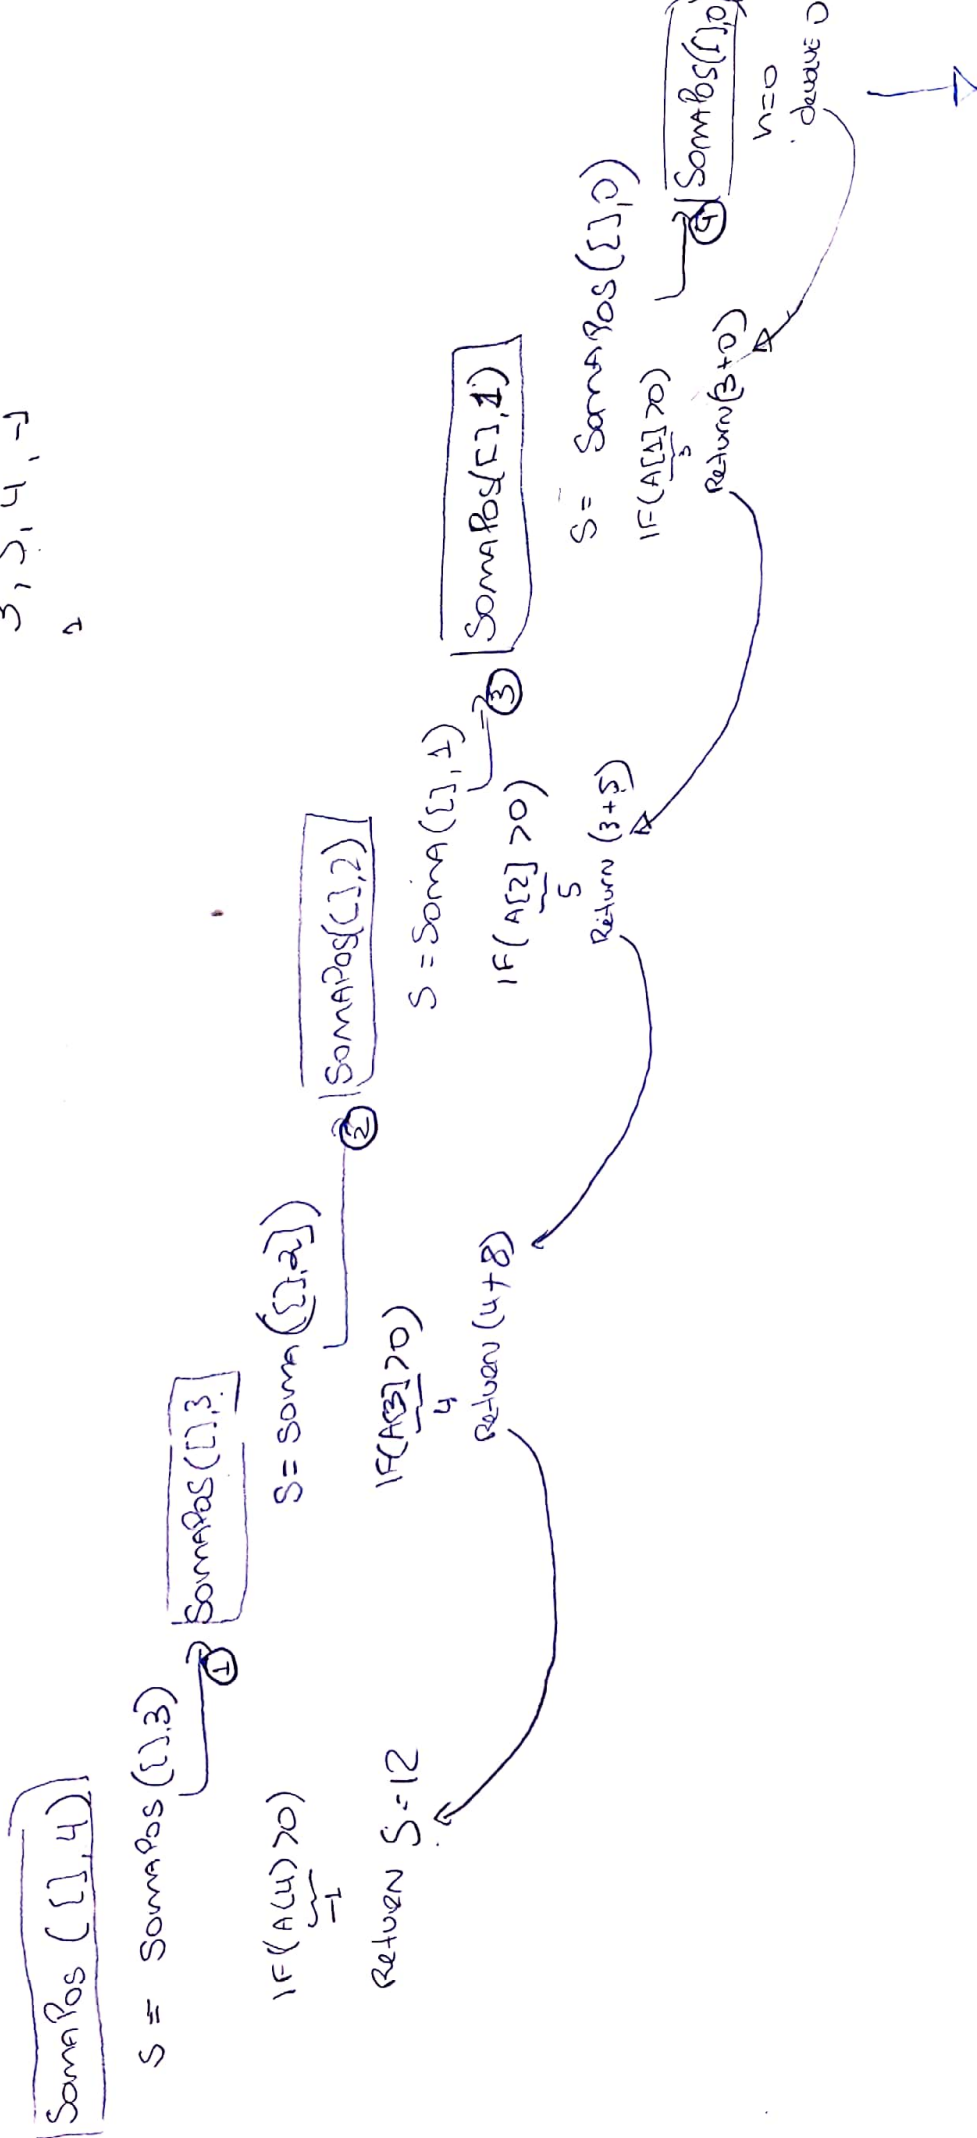 3, 5, 4, -1
1
SomaPos ([], 4)
S = SomaPos ([], 3)
IF (A(4) > 0)
-1
Return S = 12
① SomaPos([], 3
S = Soma ([], 2])
IF (A[3] > 0)
4
Return (4 + 8)
② SomaPos([], 2)
S = Soma ([], 1)
IF (A[2] > 0)
5
Return (3 + 5)
③ SomaPos([], 1)
S = SomaPos ([], 0)
IF (A[1] > 0)
3
Return (3 + 0)
④ SomaPos([], 0)
n = 0
devolve 0